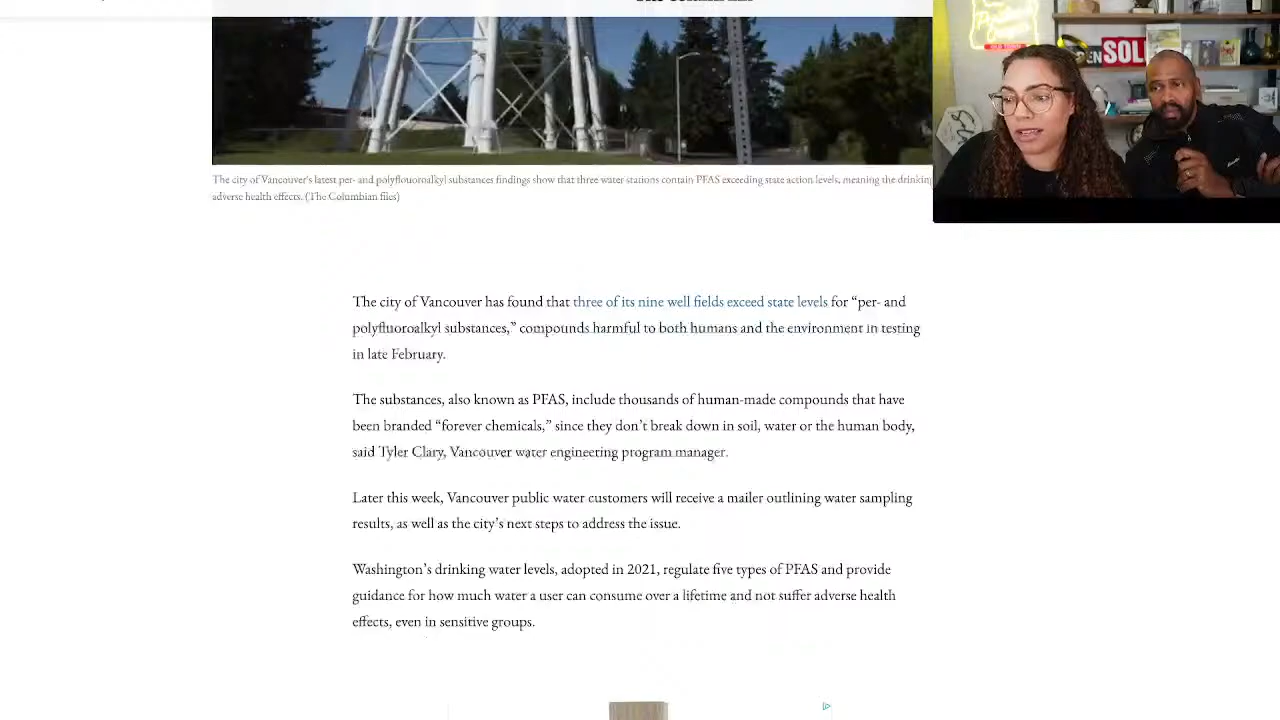 The city of Vancouver's latest per- and polyflouoroalkyl substances findings show that three water stations contain PFAS exceeding state action levels, meaning the drinking
adverse health effects. (The Columbian files)
The city of Vancouver has found that three of its nine well fields exceed state levels for “per- and
polyfluoroalkyl substances,” compounds harmful to both humans and the environment in testing
in late February.
The substances, also known as PFAS, include thousands of human-made compounds that have
been branded “forever chemicals,” since they don’t break down in soil, water or the human body,
said Tyler Clary, Vancouver water engineering program manager.
Later this week, Vancouver public water customers will receive a mailer outlining water sampling
results, as well as the city’s next steps to address the issue.
Washington’s drinking water levels, adopted in 2021, regulate five types of PFAS and provide
guidance for how much water a user can consume over a lifetime and not suffer adverse health
effects, even in sensitive groups.